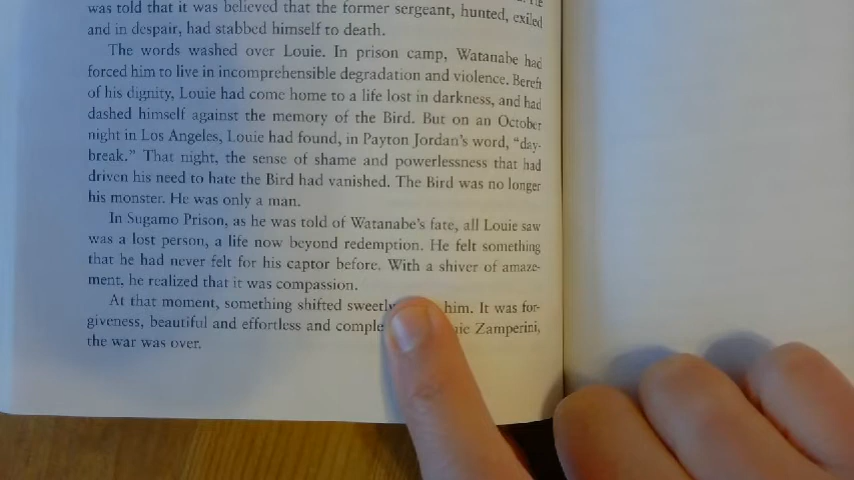 was told that it was believed that the former sergeant, hunted, exiled
and in despair, had stabbed himself to death.
The words washed over Louie. In prison camp, Watanabe had
forced him to live in incomprehensible degradation and violence. Bereft
of his dignity, Louie had come home to a life lost in darkness, and had
dashed himself against the memory of the Bird. But on an October
night in Los Angeles, Louie had found, in Payton Jordan's word, "day-
break." That night, the sense of shame and powerlessness that had
driven his need to hate the Bird had vanished. The Bird was no longer
his monster. He was only a man.
In Sugamo Prison, as he was told of Watanabe's fate, all Louie saw
was a lost person, a life now beyond redemption. He felt something
that he had never felt for his captor before. With a shiver of amaze-
ment, he realized that it was compassion.
At that moment, something shifted sweetly him. It was for-
giveness, beautiful and effortless and Zamperini,
the war was over.